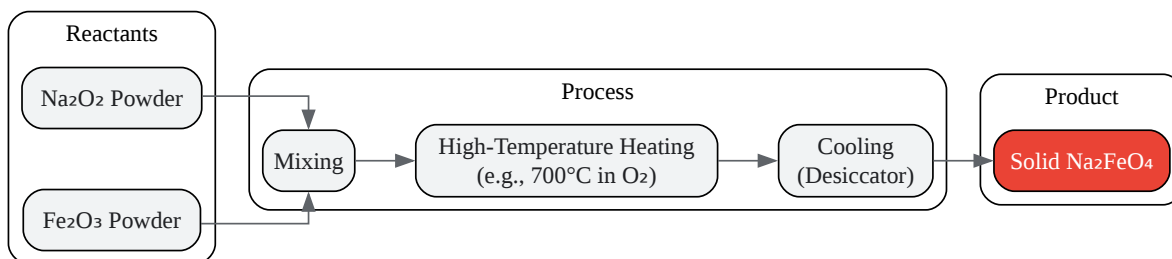 Reactants
Na₂O₂ Powder
Fe₂O₃ Powder
Process
Mixing
High-Temperature Heating
(e.g., 700°C in O₂)
Cooling
(Desiccator)
Product
Solid Na₂FeO₄